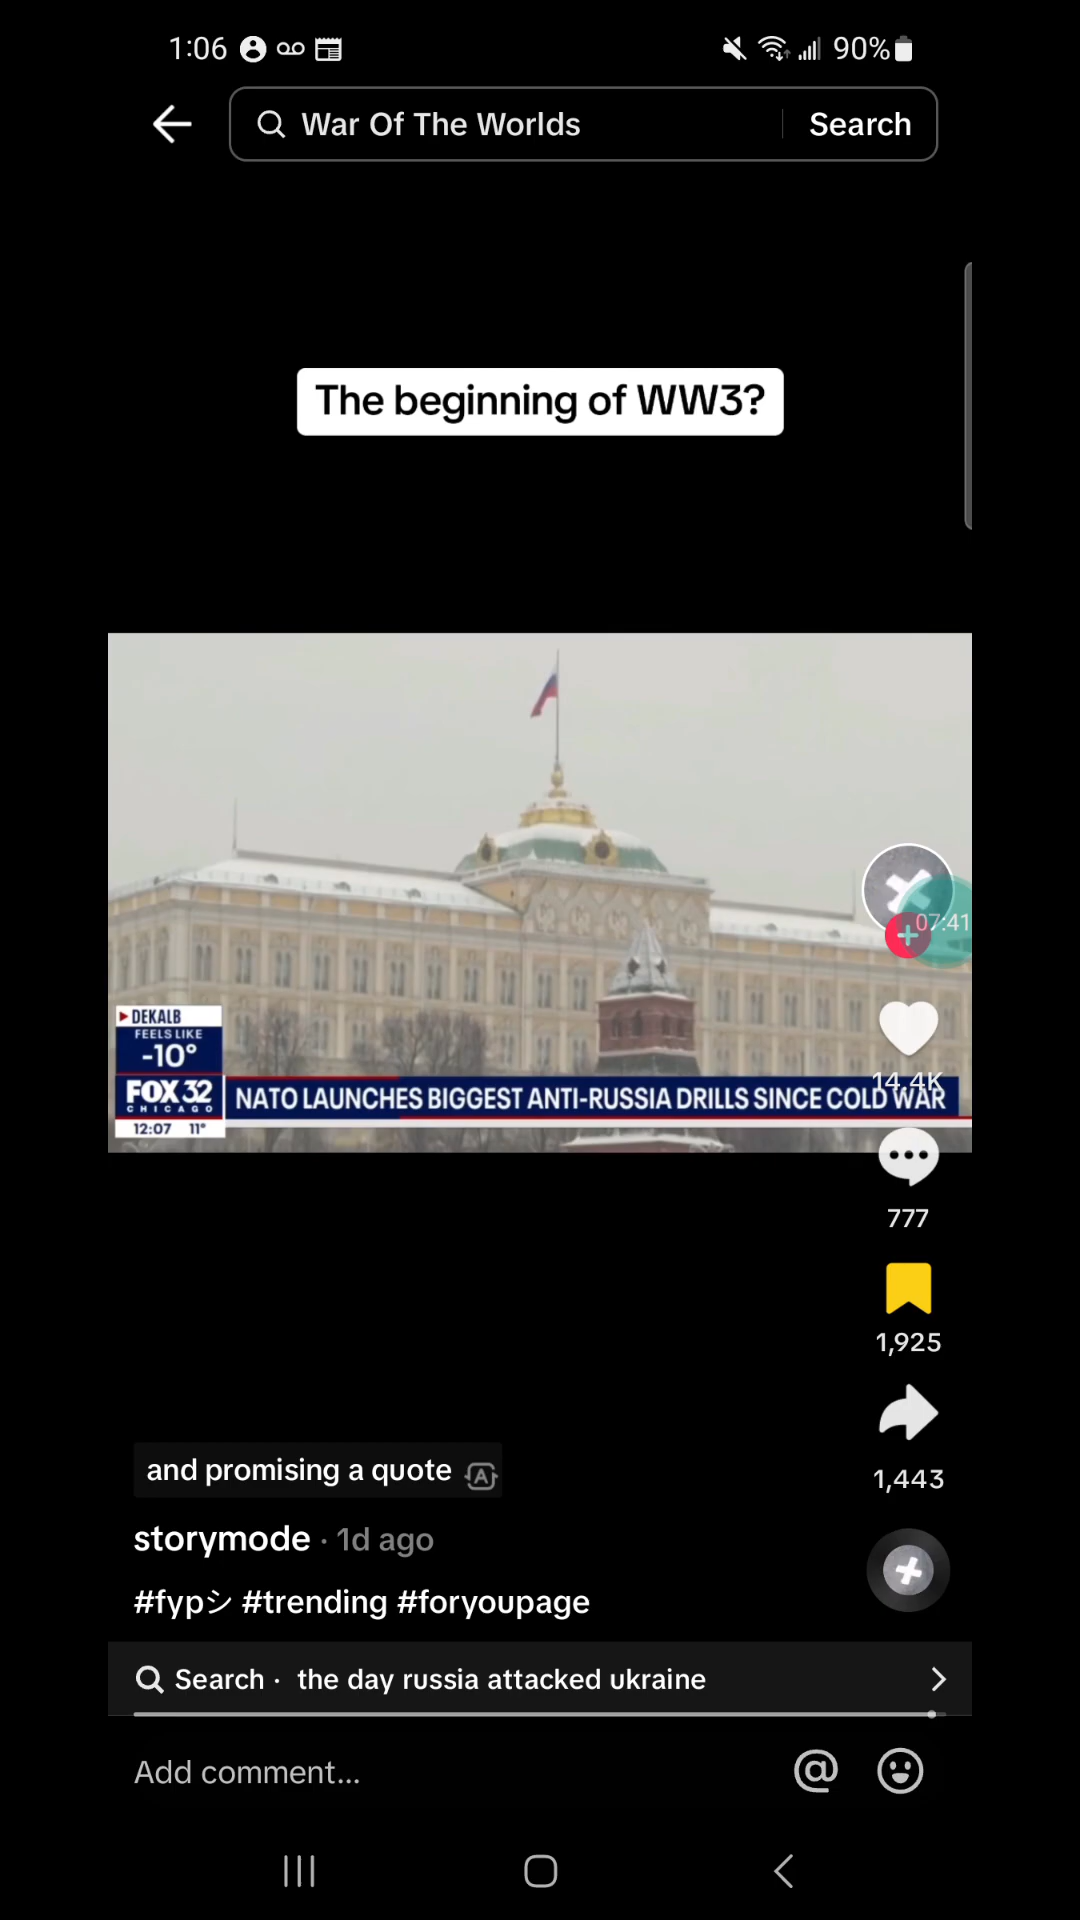 1:06
90%
War Of The Worlds
Search
The beginning of WW3?
07:41
DEKALB
FEELS LIKE
-10°
FOX 32
CHICAGO
NATO LAUNCHES BIGGEST ANTI-RUSSIA DRILLS SINCE COLD WAR
12:07 11°
14.4K
777
1,925
1,443
and promising a quote
A
storymode · 1d ago
#fypシ #trending #foryoupage
Search · the day russia attacked ukraine
Add comment...
@